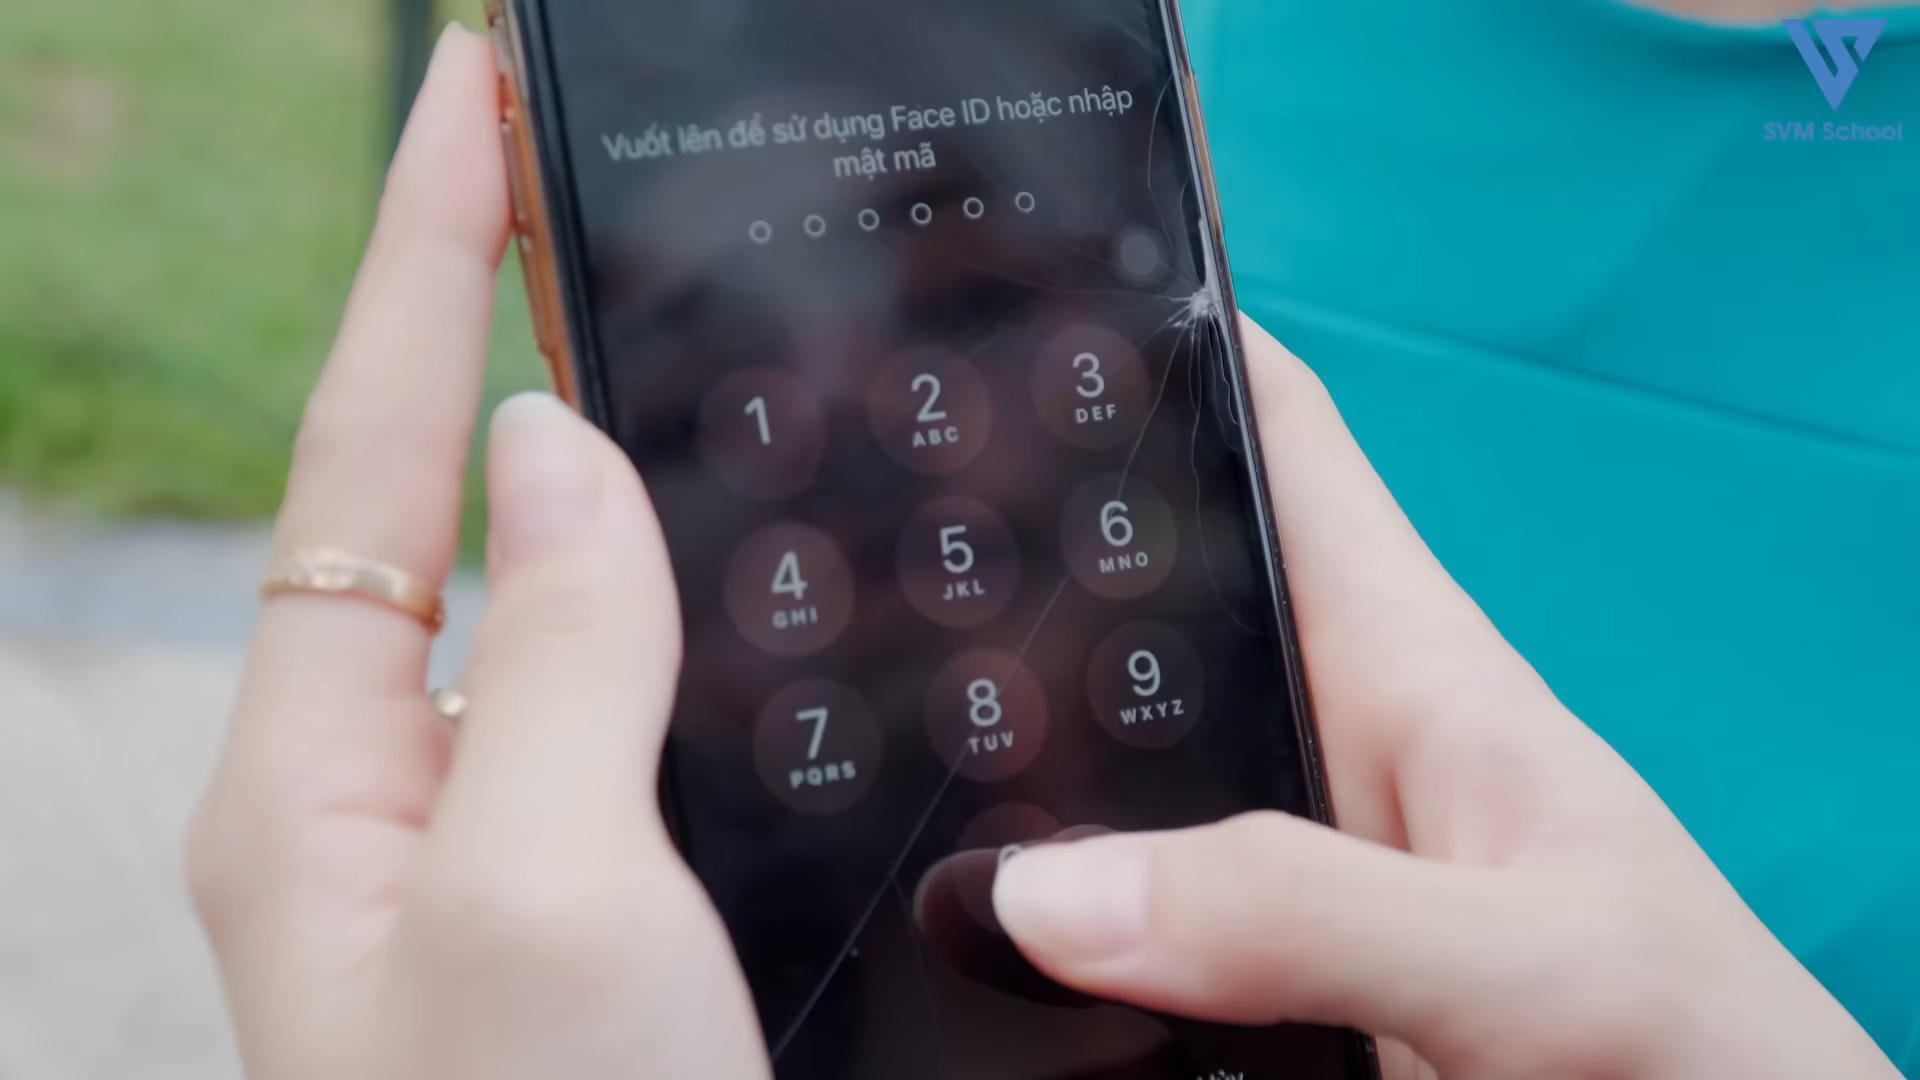 SVM School
Vuốt lên để sử dụng Face ID hoặc nhập
mật mã
1
2
ABC
3
DEF
4
GHI
5
JKL
6
MNO
7
PQRS
8
TUV
9
WXYZ